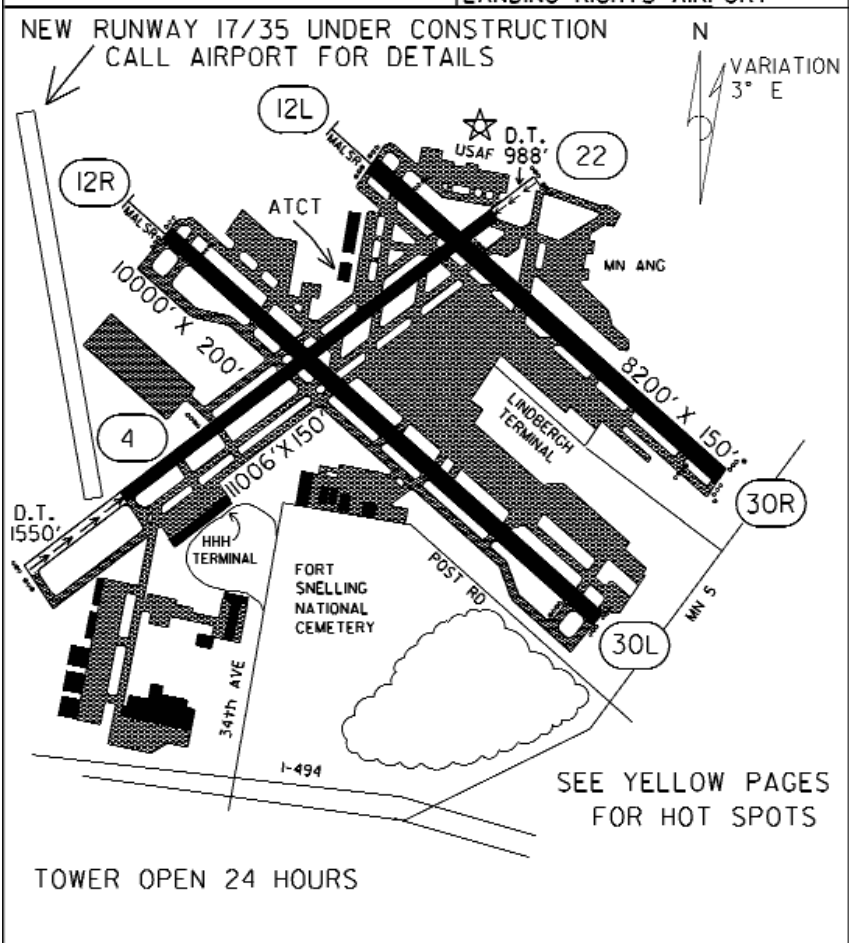 LANDING RIGHTS AIRPORT
NEW RUNWAY 17/35 UNDER CONSTRUCTION
CALL AIRPORT FOR DETAILS
N
VARIATION
3° E
12L
USAF
D.T.
988'
22
12R
MALSR
MALSR
ATCT
MN ANG
10000' X 200'
8200' X 150'
LINDBERGH
TERMINAL
4
11006' X 150'
30R
D.T.
1550'
HHH
TERMINAL
FORT
SNELLING
NATIONAL
CEMETERY
POST RD
MN 5
30L
34th AVE
I-494
SEE YELLOW PAGES
FOR HOT SPOTS
TOWER OPEN 24 HOURS